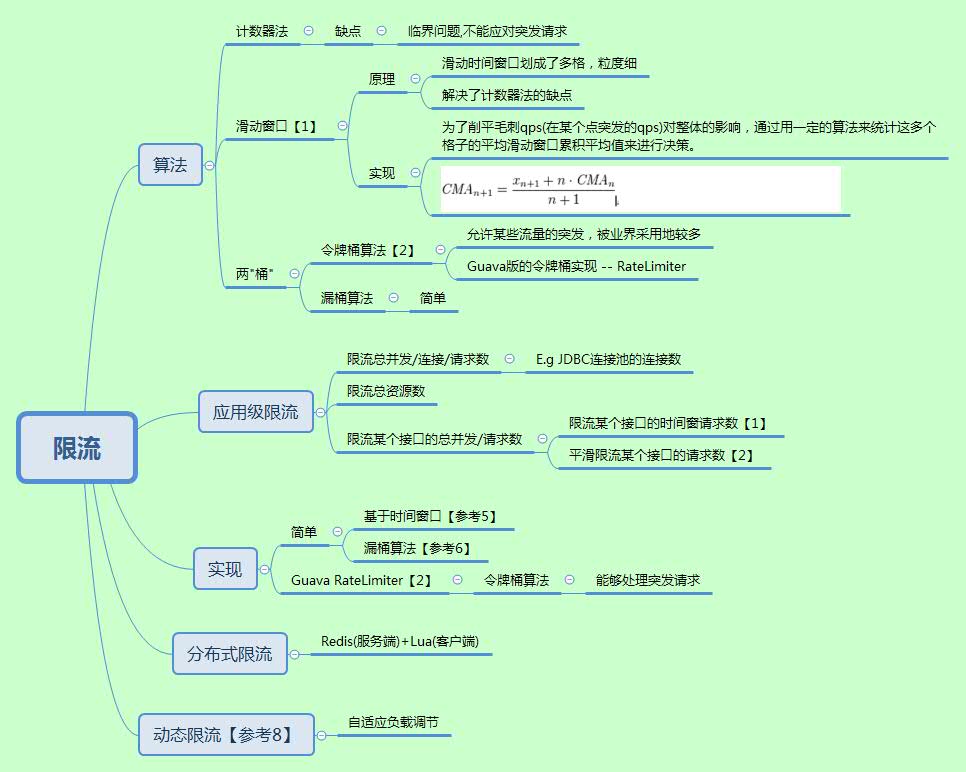 限流
算法
计数器法
缺点
临界问题,不能应对突发请求
滑动窗口【1】
原理
滑动时间窗口划成了多格，粒度细
解决了计数器法的缺点
实现
为了削平毛刺qps(在某个点突发的qps)对整体的影响，通过用一定的算法来统计这多个
格子的平均滑动窗口累积平均值来进行决策。
CMAₙ₊₁ = (xₙ₊₁ + n · CMAₙ) / (n + 1)
两"桶"
令牌桶算法【2】
允许某些流量的突发，被业界采用地较多
Guava版的令牌桶实现 -- RateLimiter
漏桶算法
简单
应用级限流
限流总并发/连接/请求数
E.g JDBC连接池的连接数
限流总资源数
限流某个接口的总并发/请求数
限流某个接口的时间窗请求数【1】
平滑限流某个接口的请求数【2】
实现
简单
基于时间窗口【参考5】
漏桶算法【参考6】
Guava RateLimiter【2】
令牌桶算法
能够处理突发请求
分布式限流
Redis(服务端)+Lua(客户端)
动态限流【参考8】
自适应负载调节